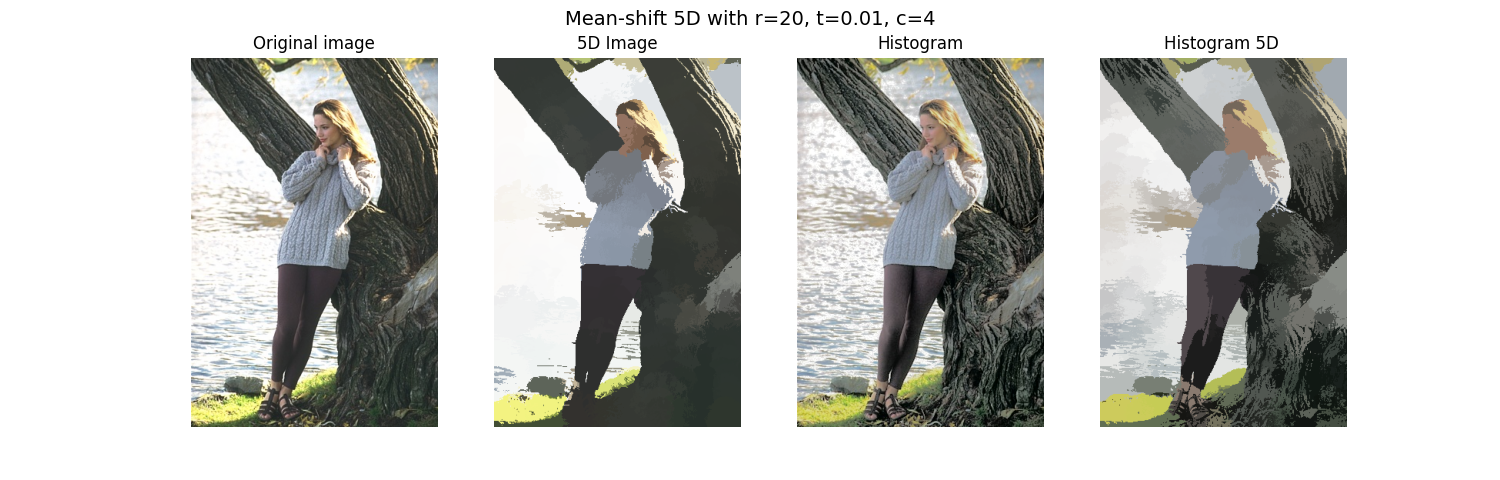 Mean-shift 5D with r=20, t=0.01, c=4
Original image
5D Image
Histogram
Histogram 5D